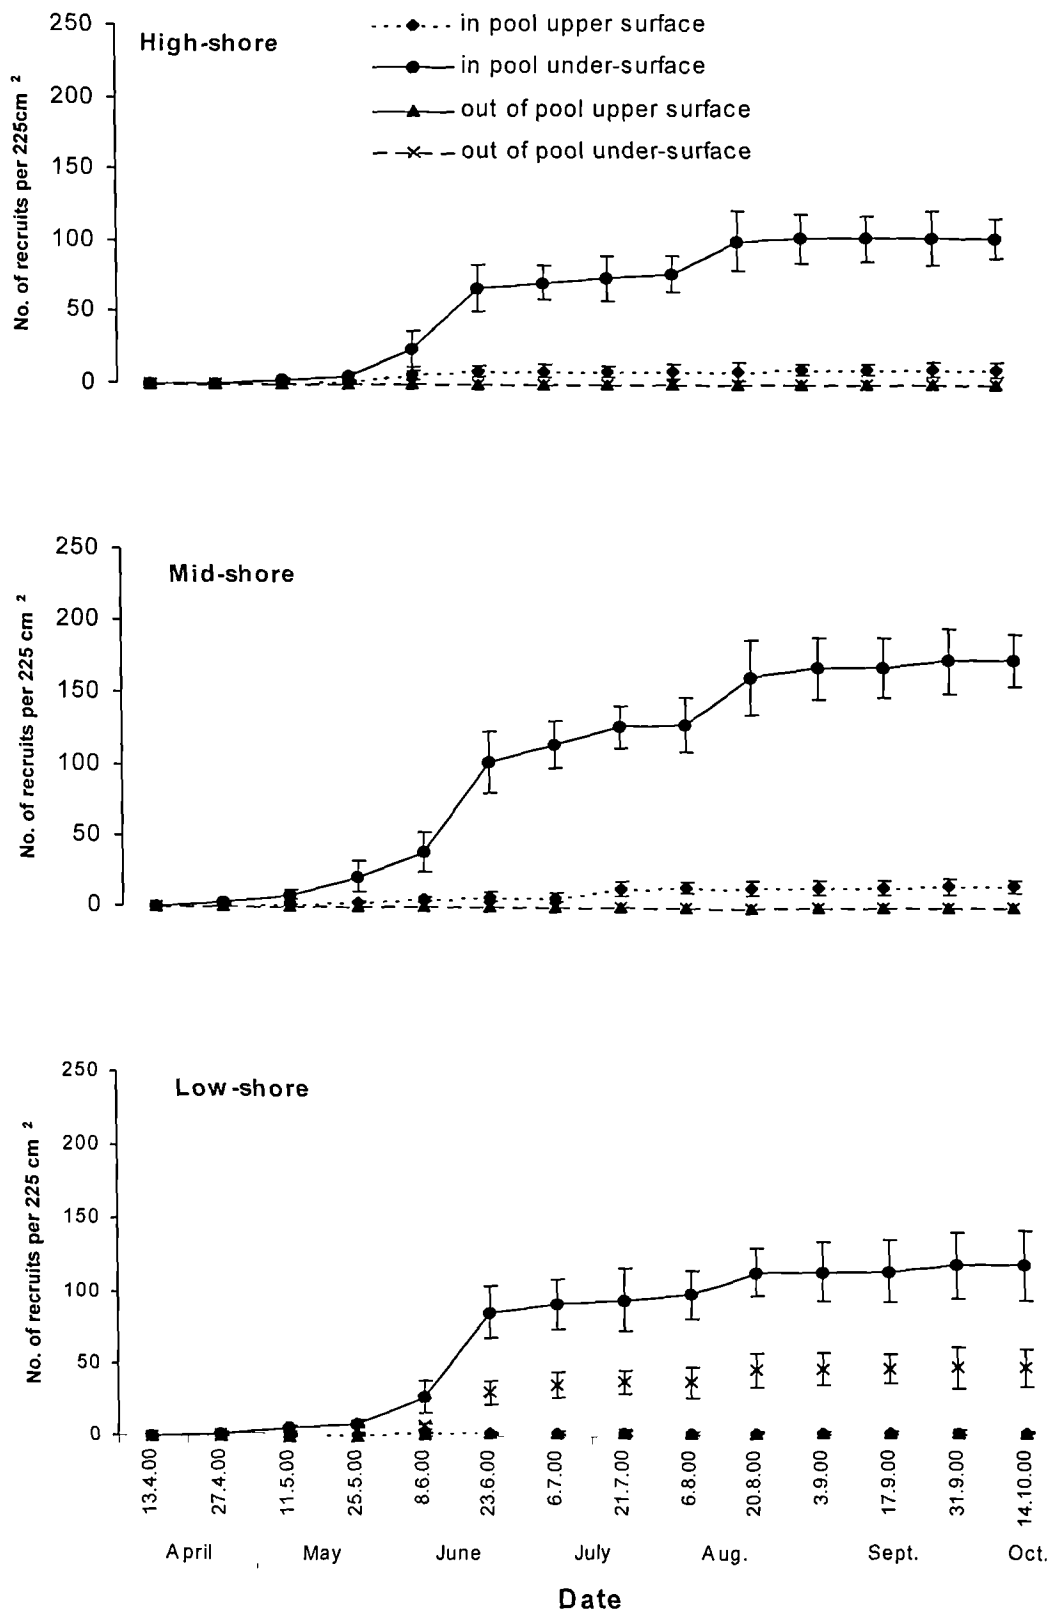 High-shore
in pool upper surface
in pool under-surface
out of pool upper surface
out of pool under-surface
No. of recruits per 225cm 2
250
200
150
100
50
0
Mid-shore
No. of recruits per 225 cm 2
250
200
150
100
50
0
Low-shore
No. of recruits per 225 cm 2
250
200
150
100
50
0
13.4.00 27.4.00 11.5.00 25.5.00 8.6.00 23.6.00 6.7.00 21.7.00 6.8.00 20.8.00 3.9.00 17.9.00 31.9.00 14.10.00
April May June July Aug. Sept. Oct.
Date